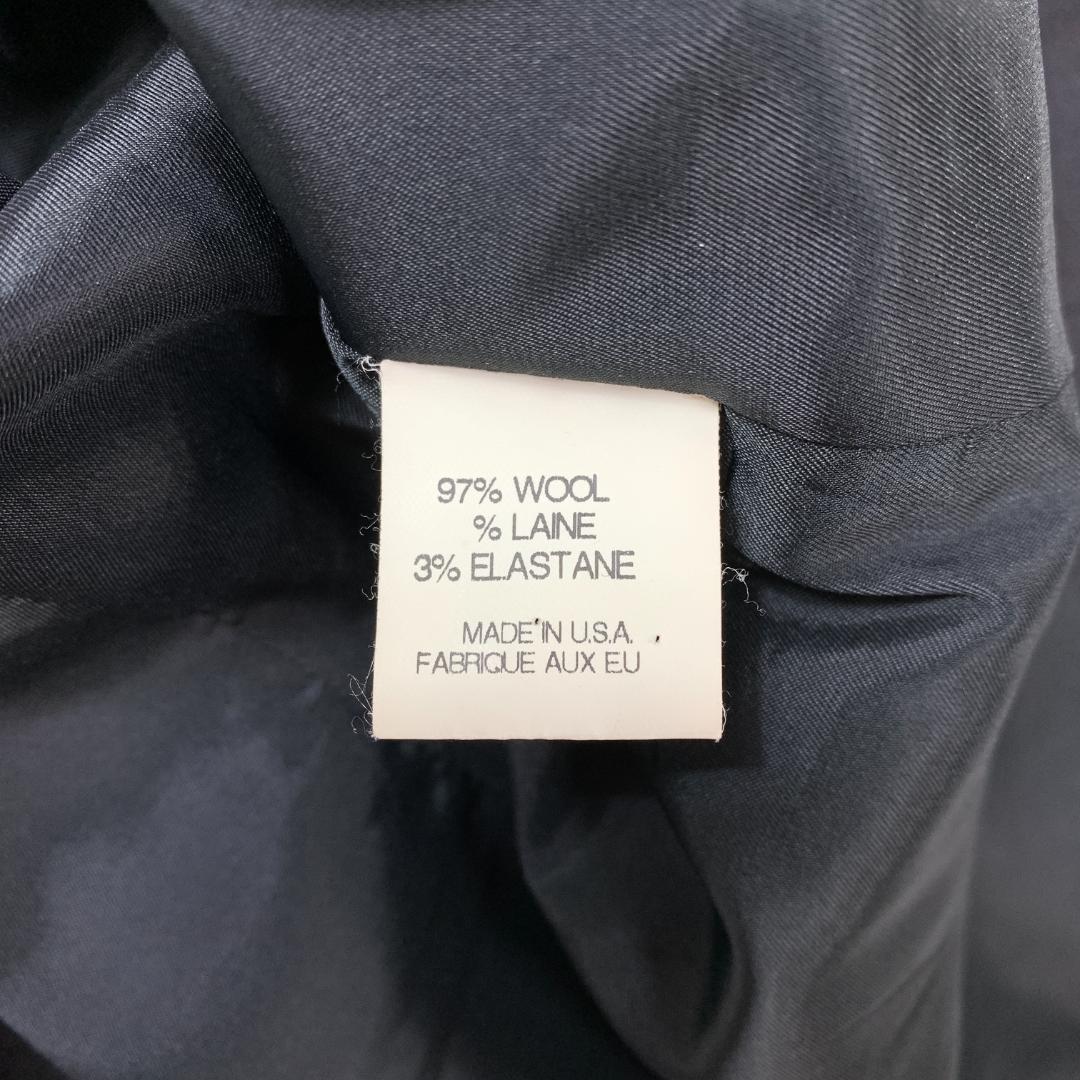 97% WOOL
% LAINE
3% ELASTANE
MADE IN U.S.A.
FABRIQUE AUX EU